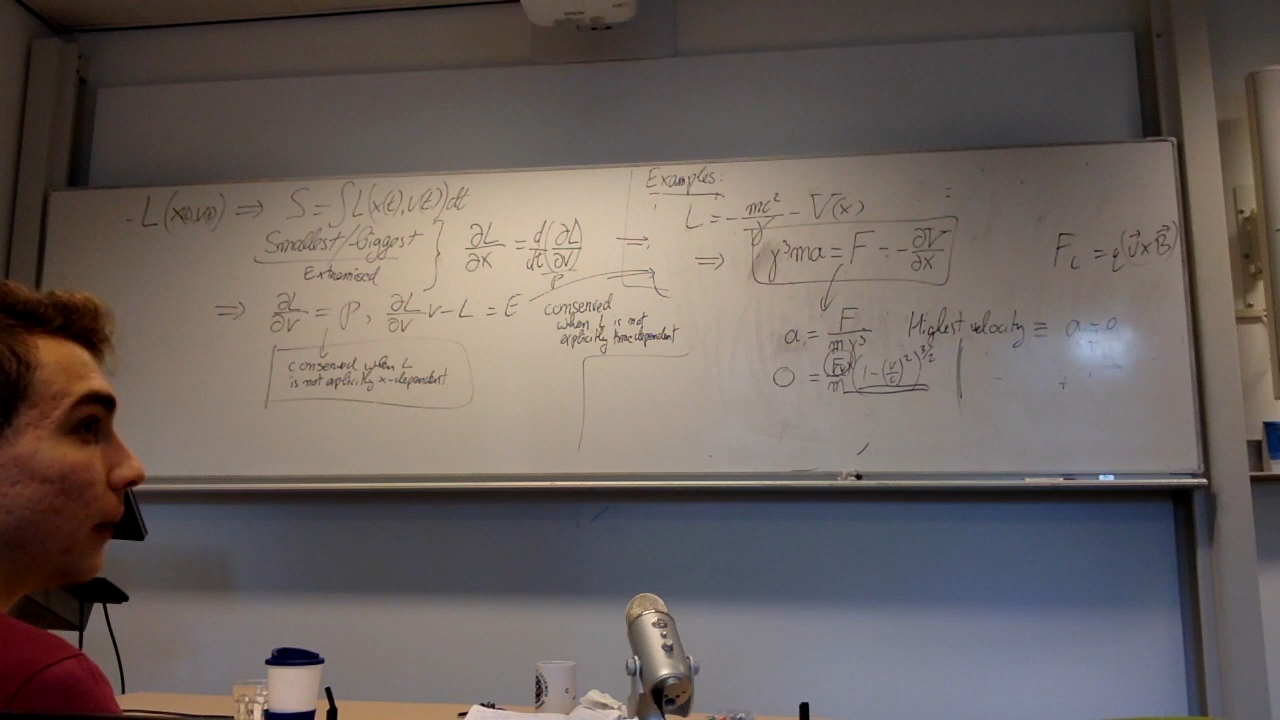 -L(x(t),v(t)) ⇒ S = ∫L(x(t),v(t))dt
Smallest/~Biggest
Extremised
} ∂L/∂x = d/dt(∂L/∂v) ⇒
P
⇒ ∂L/∂v = p, ∂L/∂v v - L = E
conserved
when L is not
explicitly time dependent
conserved when L
is not explicitly x-dependent
Examples:
L = - mc²/γ - V(x)
⇒ γ³ma = F = -∂V/∂x
a = F/mγ³ Highest velocity ≡ a = 0
0 = F/m (1-(v/c)²)^3/2
F_L = q(v⃗×B⃗)